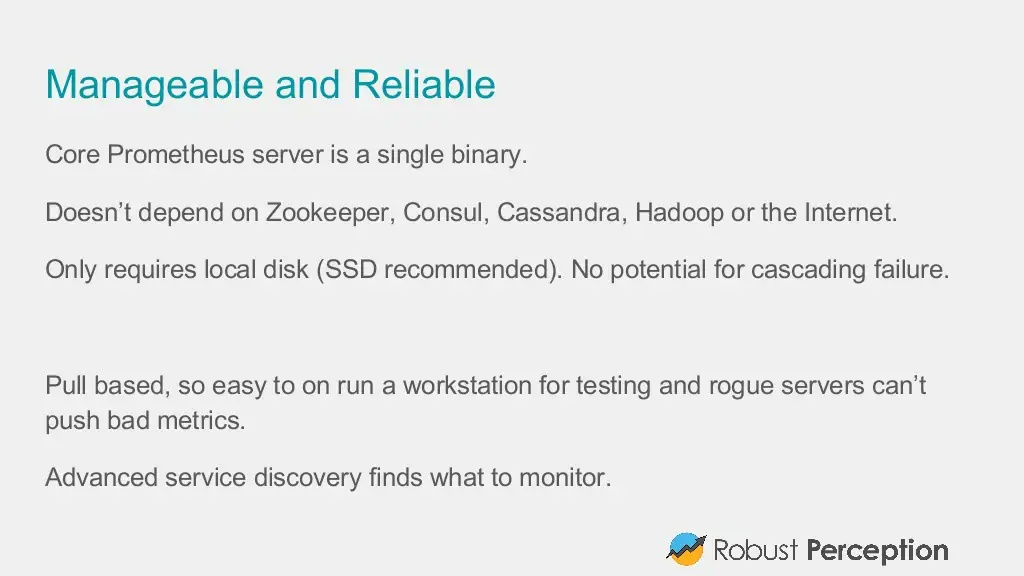 Manageable and Reliable
Core Prometheus server is a single binary.
Doesn’t depend on Zookeeper, Consul, Cassandra, Hadoop or the Internet.
Only requires local disk (SSD recommended). No potential for cascading failure.
Pull based, so easy to on run a workstation for testing and rogue servers can’t
push bad metrics.
Advanced service discovery finds what to monitor.
Robust Perception